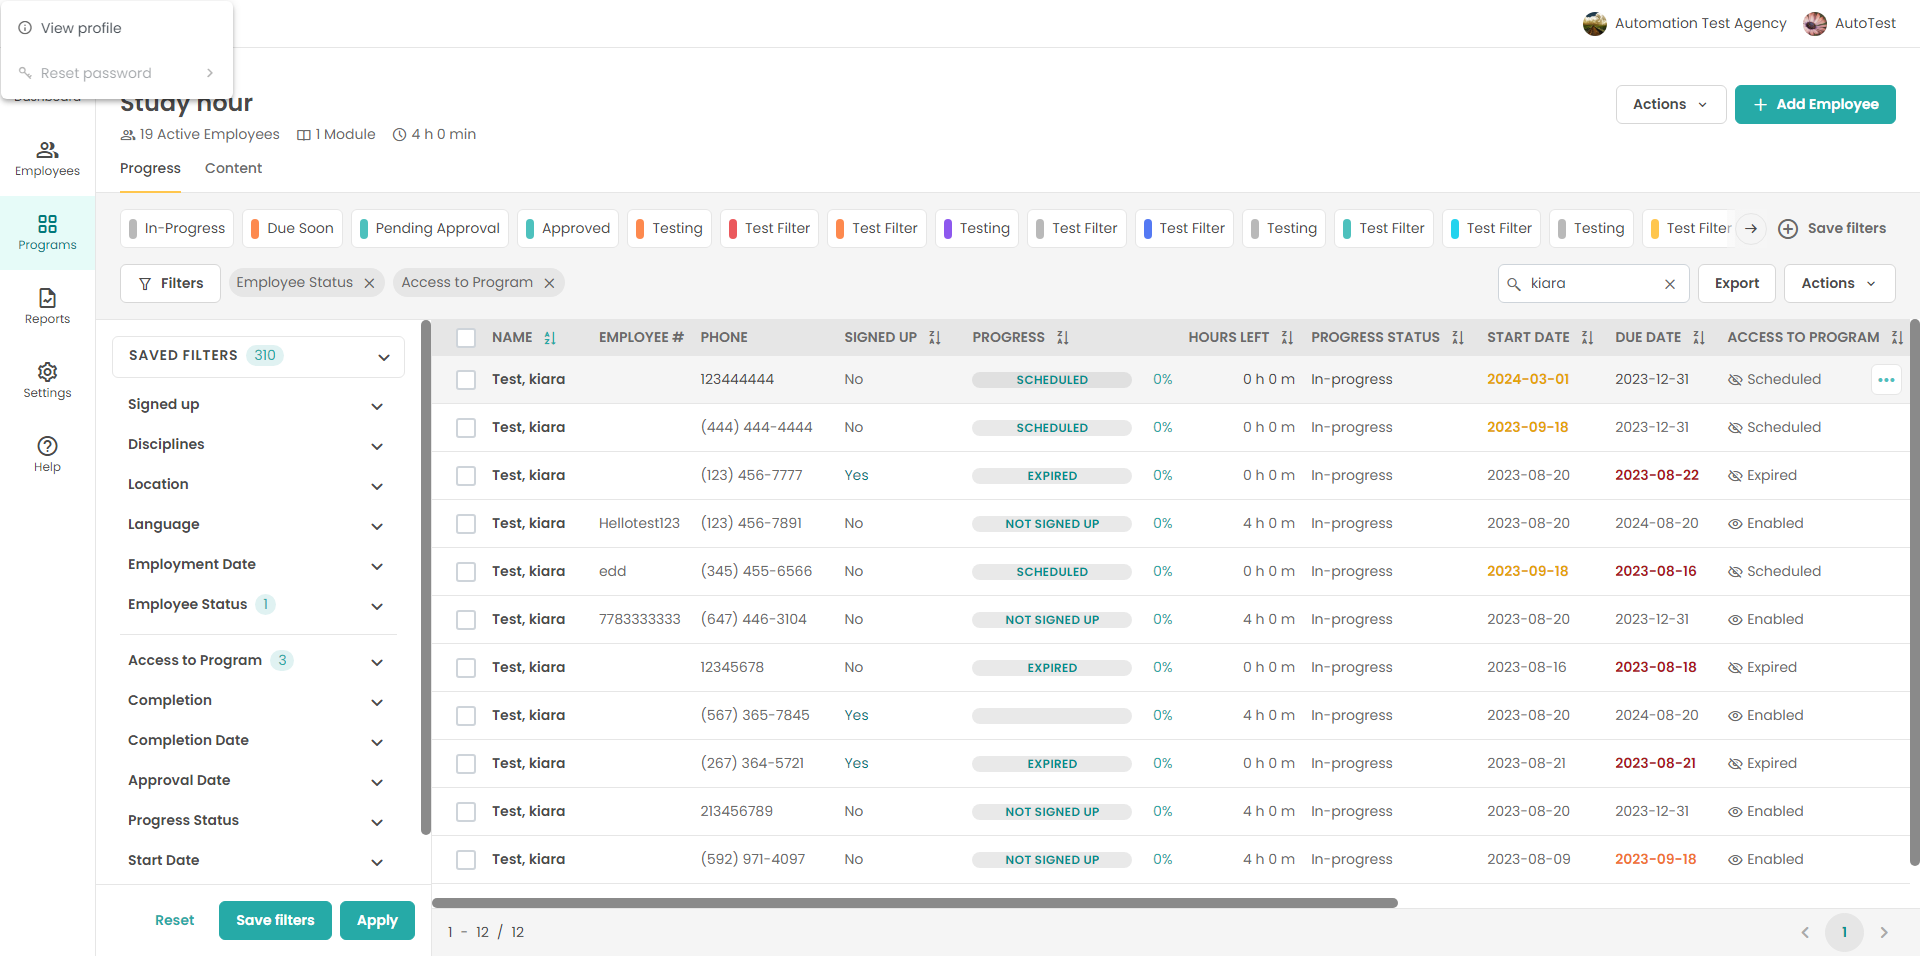 View profile
Reset password
Automation Test Agency
AutoTest
Dashboard
Study hour
Actions
Add Employee
19 Active Employees
1 Module
4 h 0 min
Employees
Progress
Content
Programs
In-Progress
Due Soon
Pending Approval
Approved
Testing
Test Filter
Test Filter
Testing
Test Filter
Test Filter
Testing
Test Filter
Test Filter
Testing
Test Filter
Save filters
Filters
Employee Status
Access to Program
kiara
Export
Actions
Reports
Settings
Help
SAVED FILTERS 310
Signed up
Disciplines
Location
Language
Employment Date
Employee Status 1
Access to Program 3
Completion
Completion Date
Approval Date
Progress Status
Start Date
Reset
Save filters
Apply
NAME EMPLOYEE # PHONE SIGNED UP PROGRESS HOURS LEFT PROGRESS STATUS START DATE DUE DATE ACCESS TO PROGRAM
Test, kiara 123444444 No SCHEDULED 0% 0 h 0 m In-progress 2024-03-01 2023-12-31 Scheduled
Test, kiara (444) 444-4444 No SCHEDULED 0% 0 h 0 m In-progress 2023-09-18 2023-12-31 Scheduled
Test, kiara (123) 456-7777 Yes EXPIRED 0% 0 h 0 m In-progress 2023-08-20 2023-08-22 Expired
Test, kiara Hellotest123 (123) 456-7891 No NOT SIGNED UP 0% 4 h 0 m In-progress 2023-08-20 2024-08-20 Enabled
Test, kiara edd (345) 455-6566 No SCHEDULED 0% 0 h 0 m In-progress 2023-09-18 2023-08-16 Scheduled
Test, kiara 7783333333 (647) 446-3104 No NOT SIGNED UP 0% 4 h 0 m In-progress 2023-08-20 2023-12-31 Enabled
Test, kiara 12345678 No EXPIRED 0% 0 h 0 m In-progress 2023-08-16 2023-08-18 Expired
Test, kiara (567) 365-7845 Yes 0% 4 h 0 m In-progress 2023-08-20 2024-08-20 Enabled
Test, kiara (267) 364-5721 Yes EXPIRED 0% 0 h 0 m In-progress 2023-08-21 2023-08-21 Expired
Test, kiara 213456789 No NOT SIGNED UP 0% 4 h 0 m In-progress 2023-08-20 2023-12-31 Enabled
Test, kiara (592) 971-4097 No NOT SIGNED UP 0% 4 h 0 m In-progress 2023-08-09 2023-09-18 Enabled
1 - 12 / 12
1